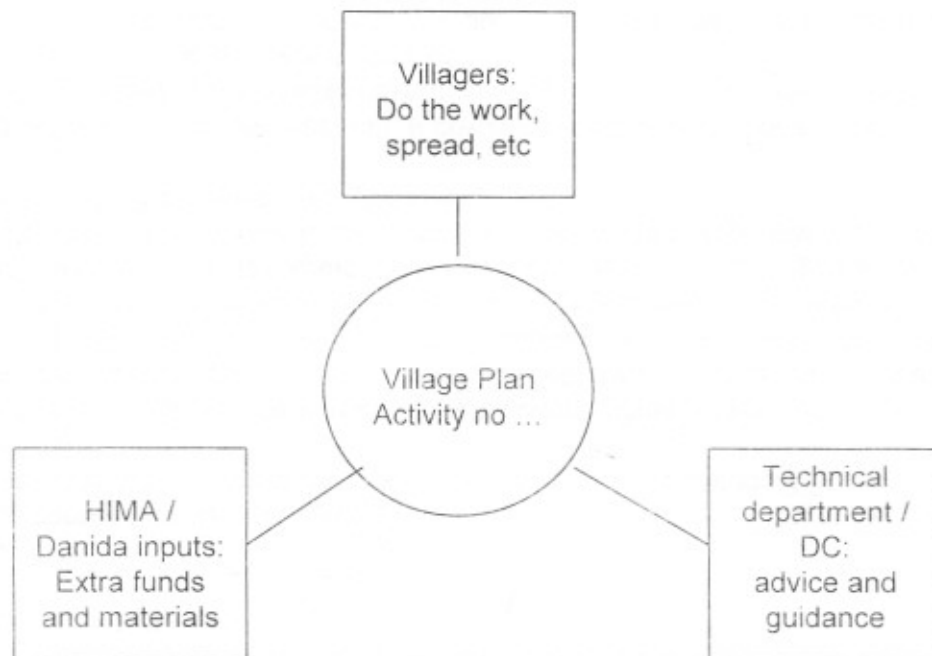 Villagers:
Do the work,
spread, etc
Village Plan
Activity no ...
HIMA /
Danida inputs:
Extra funds
and materials
Technical
department /
DC:
advice and
guidance